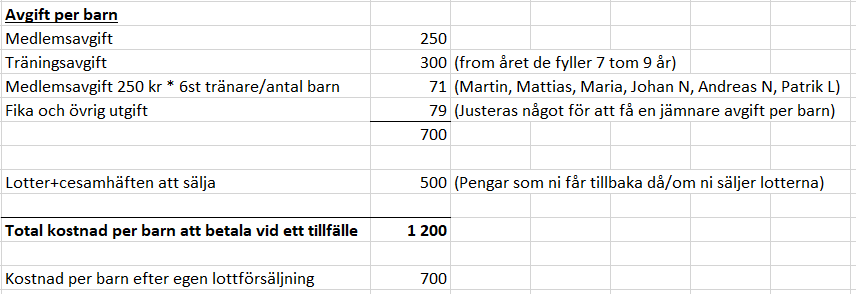 Avgift per barn
Medlemsavgift 250
Träningsavgift 300 (from året de fyller 7 tom 9 år)
Medlemsavgift 250 kr * 6st tränare/antal barn 71 (Martin, Mattias, Maria, Johan N, Andreas N, Patrik L)
Fika och övrig utgift 79 (Justeras något för att få en jämnare avgift per barn)
700
Lotter+cesamhäften att sälja 500 (Pengar som ni får tillbaka då/om ni säljer lotterna)
Total kostnad per barn att betala vid ett tillfälle 1 200
Kostnad per barn efter egen lottförsäljning 700